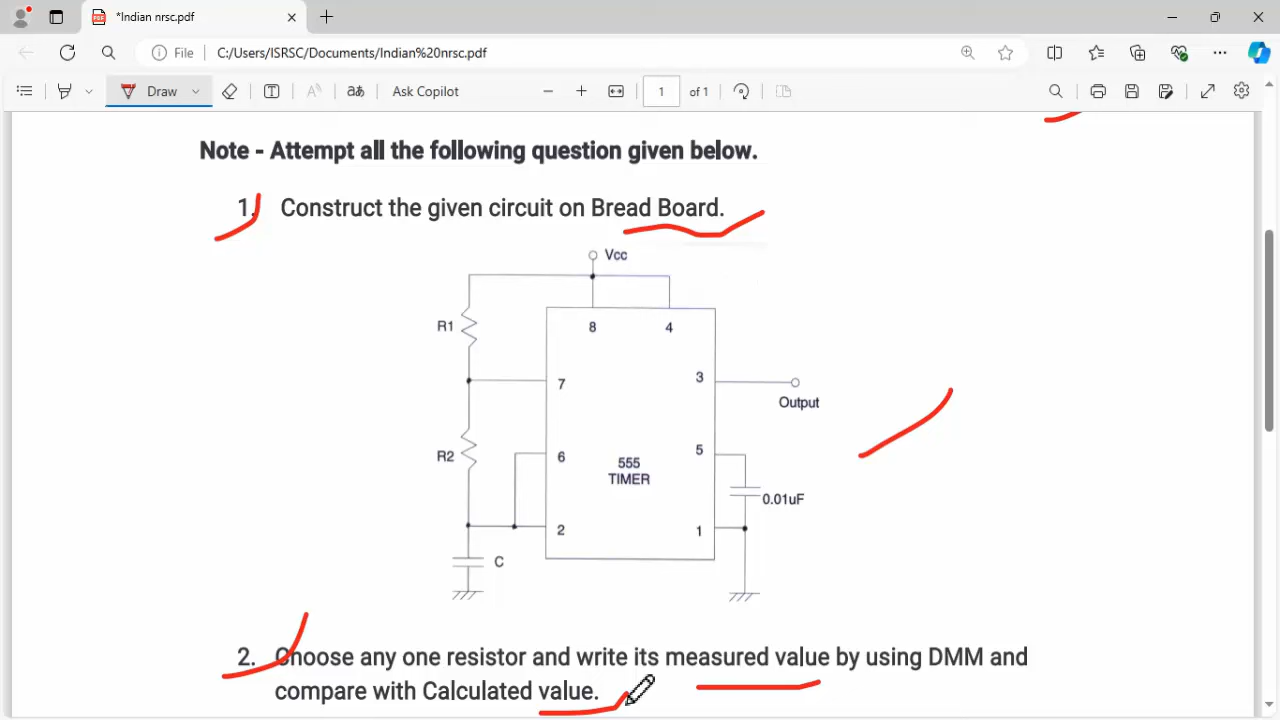 *Indian nrsc.pdf
File
C:/Users/ISRSC/Documents/Indian%20nrsc.pdf
Draw
aあ
Ask Copilot
1
of 1
Note - Attempt all the following question given below.
1. Construct the given circuit on Bread Board.
Vcc
R1
8
4
7
3
Output
R2
6
5
555
TIMER
0.01uF
2
1
C
2. Choose any one resistor and write its measured value by using DMM and
compare with Calculated value.